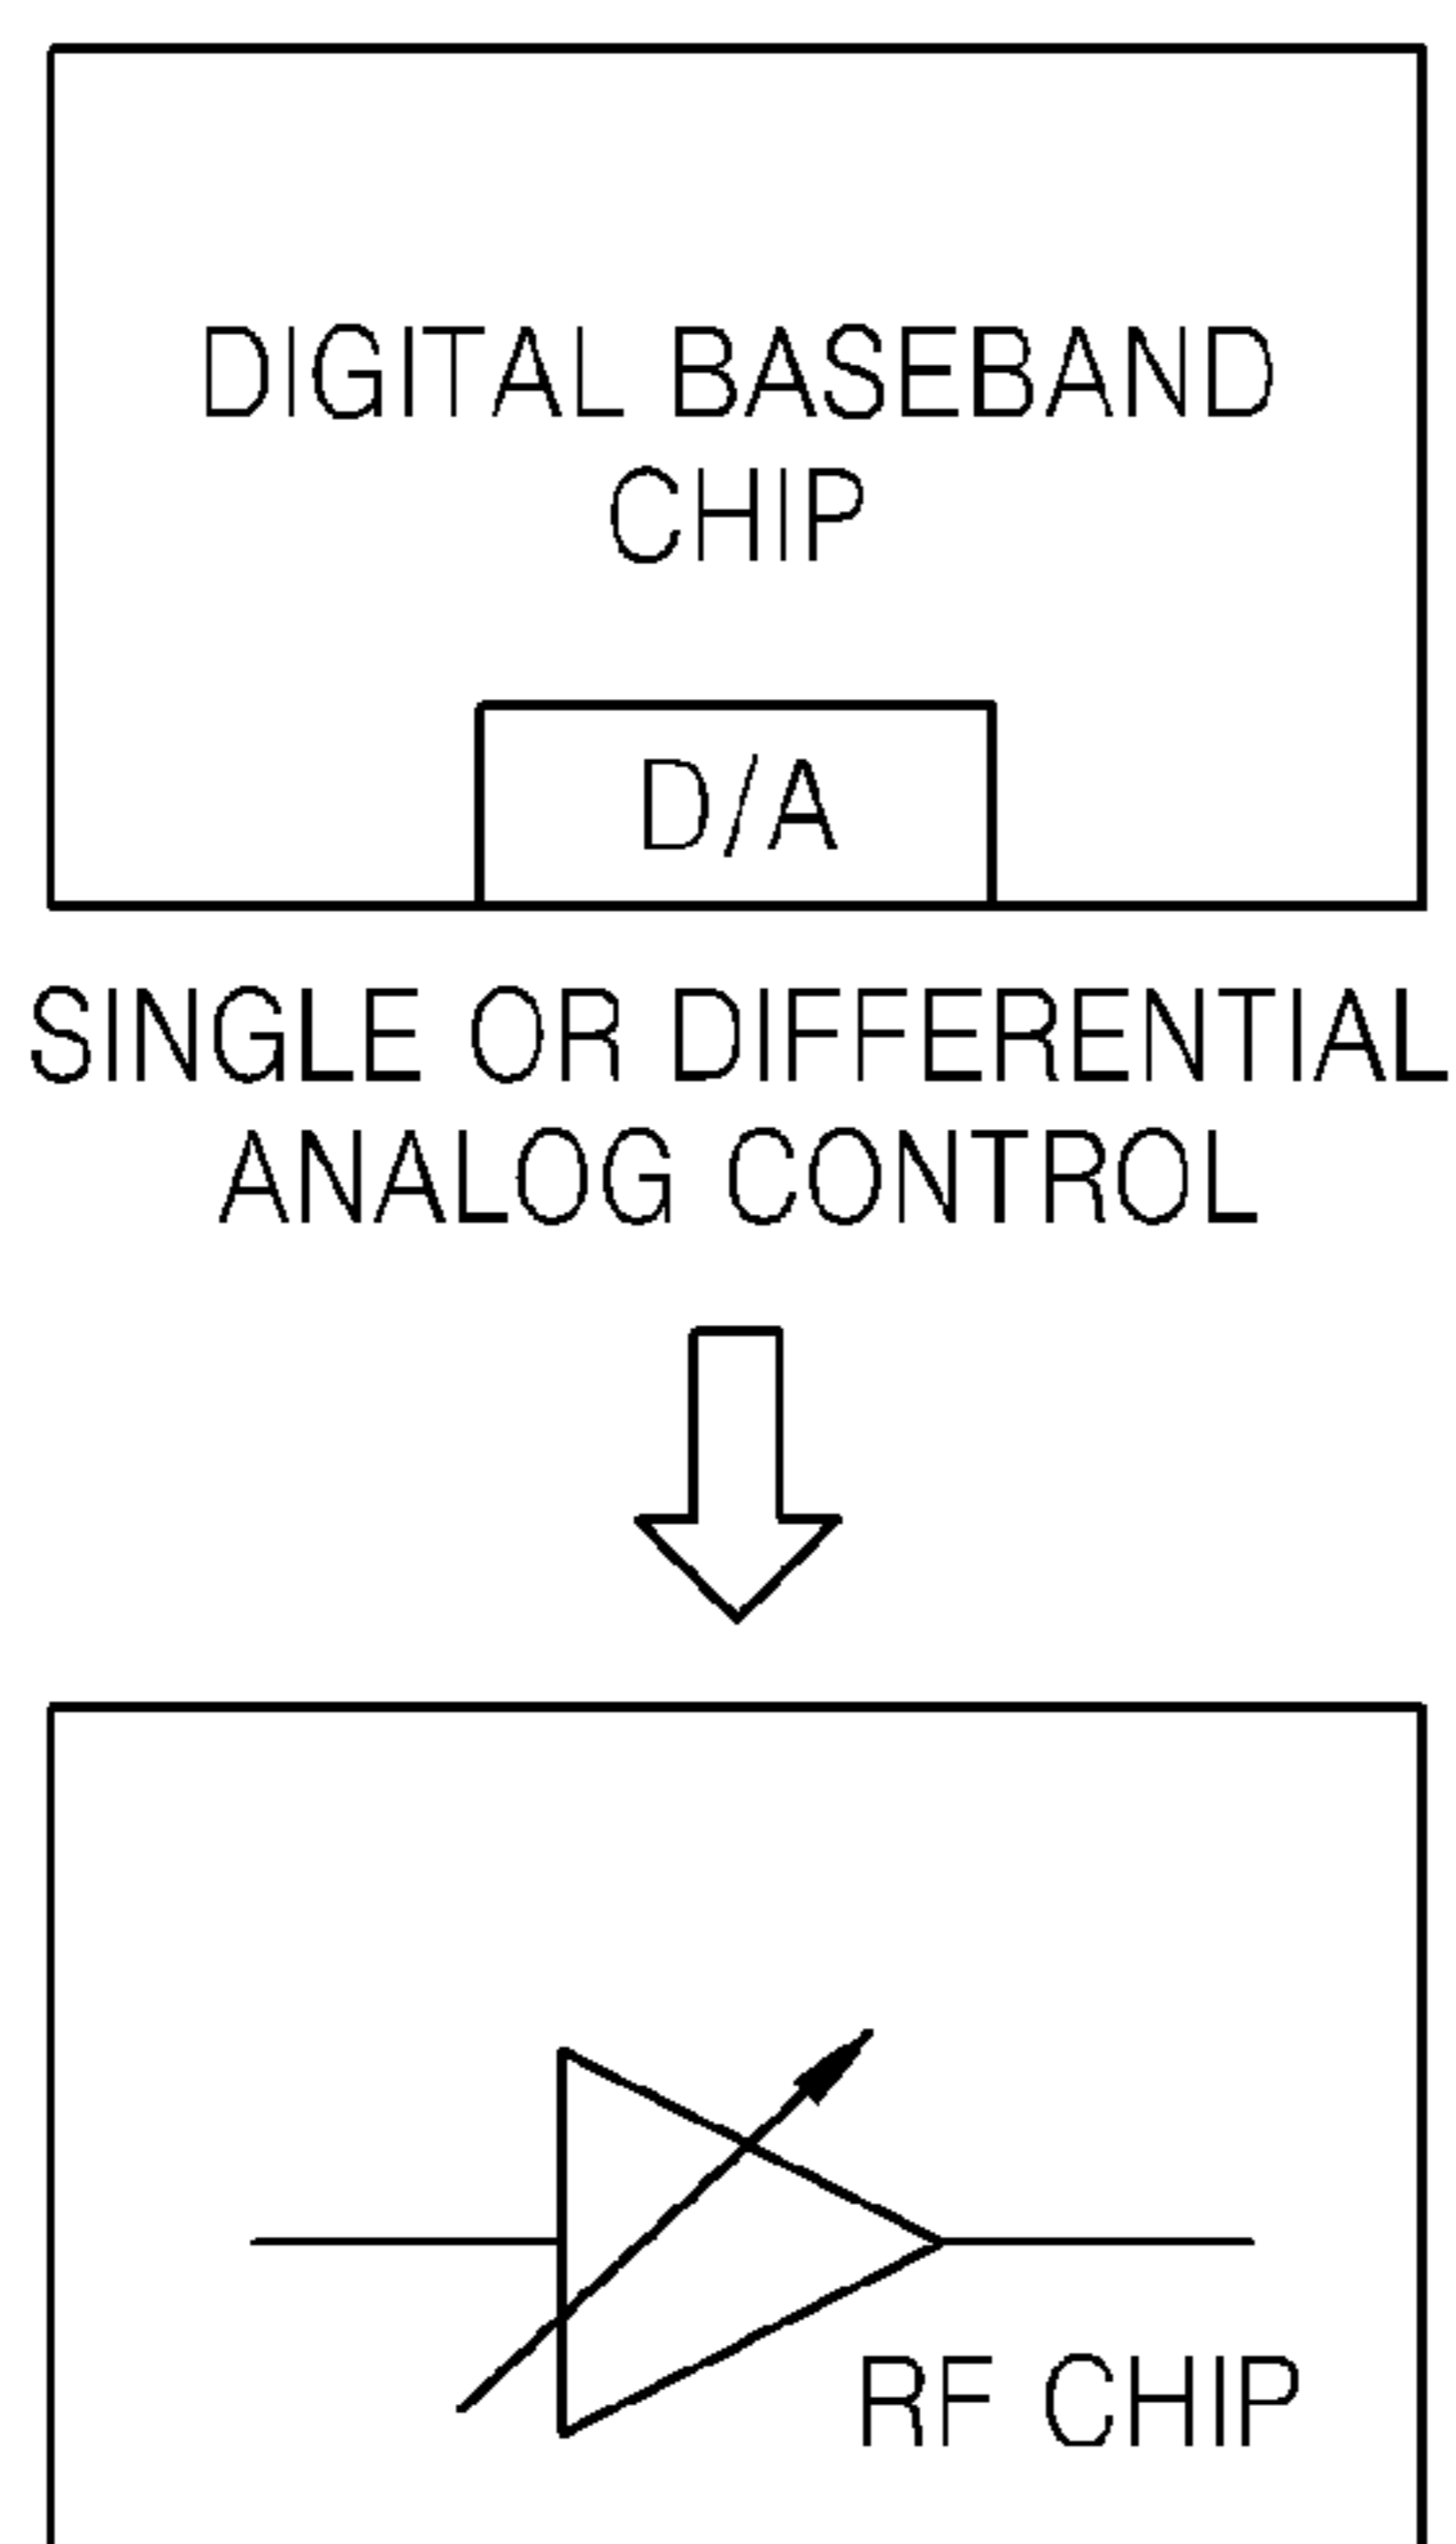 DIGITAL BASEBAND
CHIP
D/A
SINGLE OR DIFFERENTIAL
ANALOG CONTROL
RF CHIP